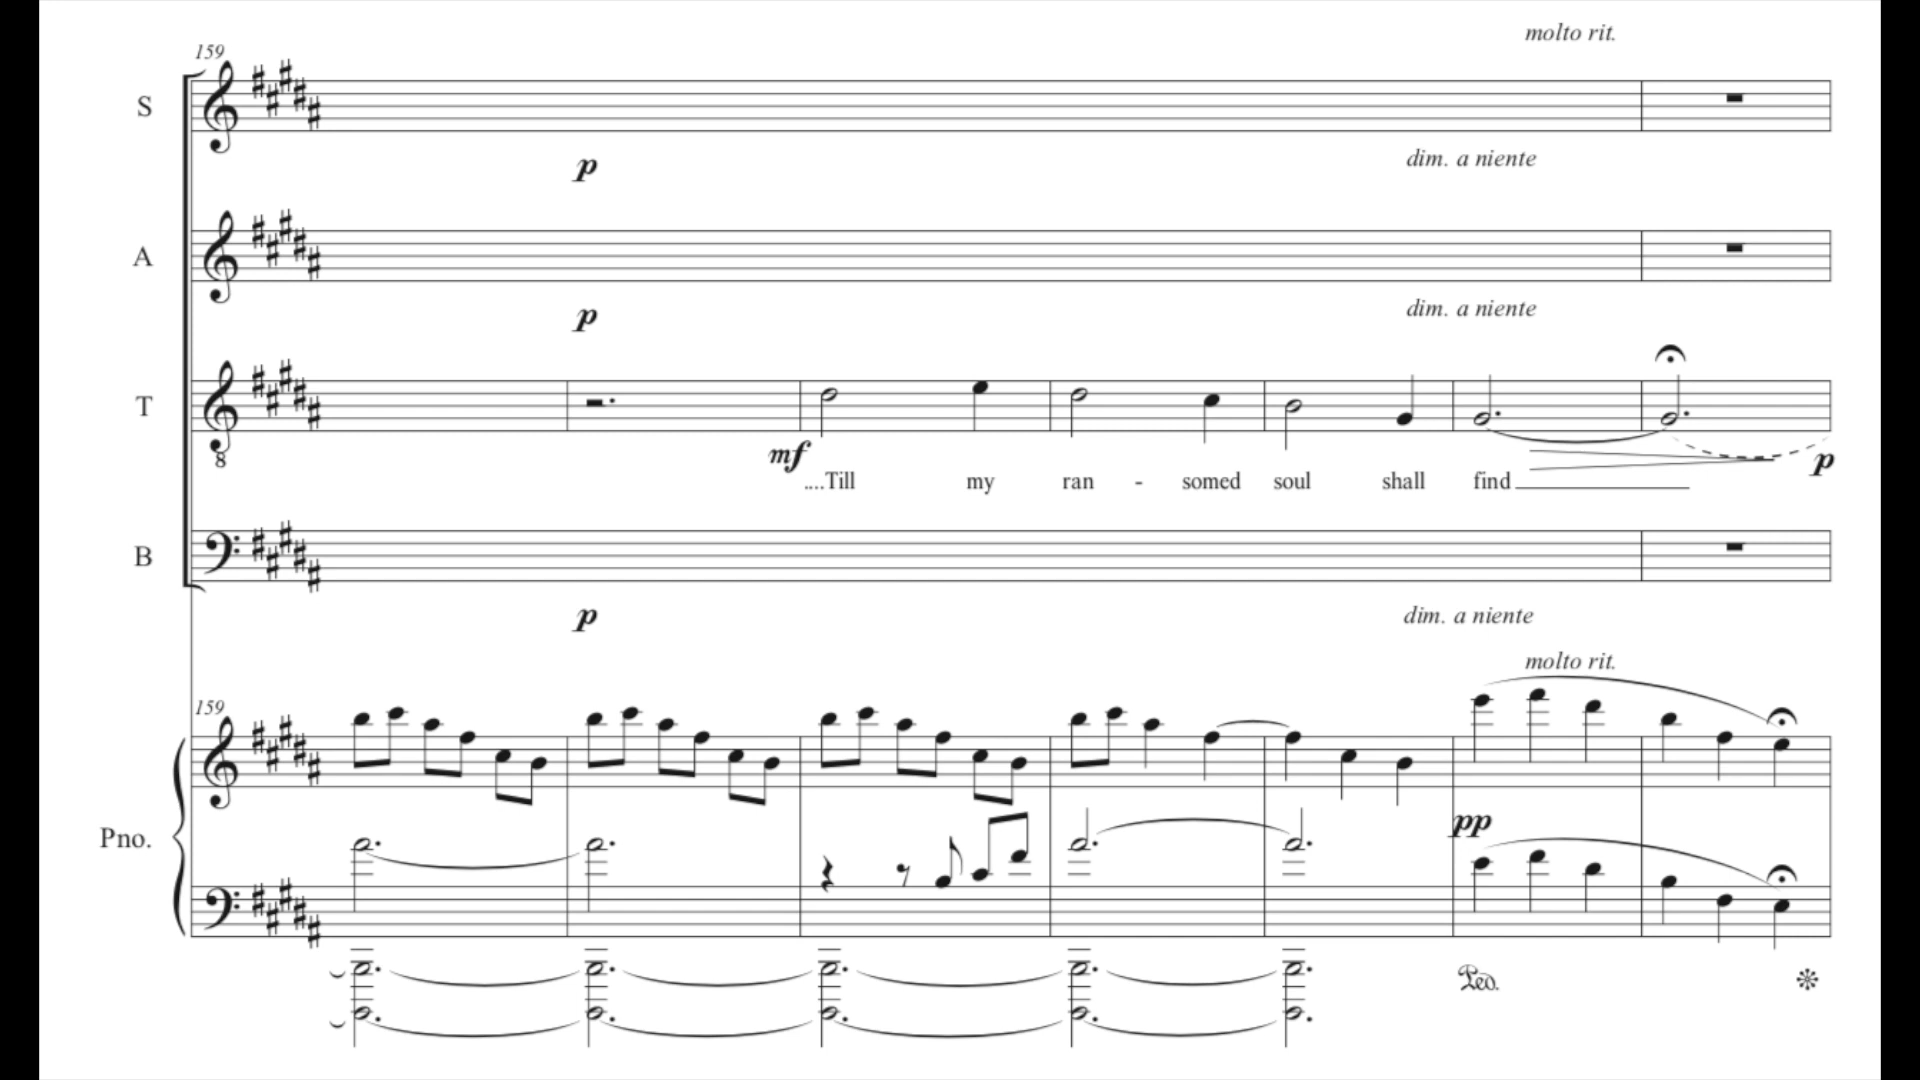 molto rit.
159
S
p
dim. a niente
A
p
dim. a niente
T
8
mf
p
....Till my ran - somed soul shall find
B
p
dim. a niente
molto rit.
159
Pno.
pp
Ped.